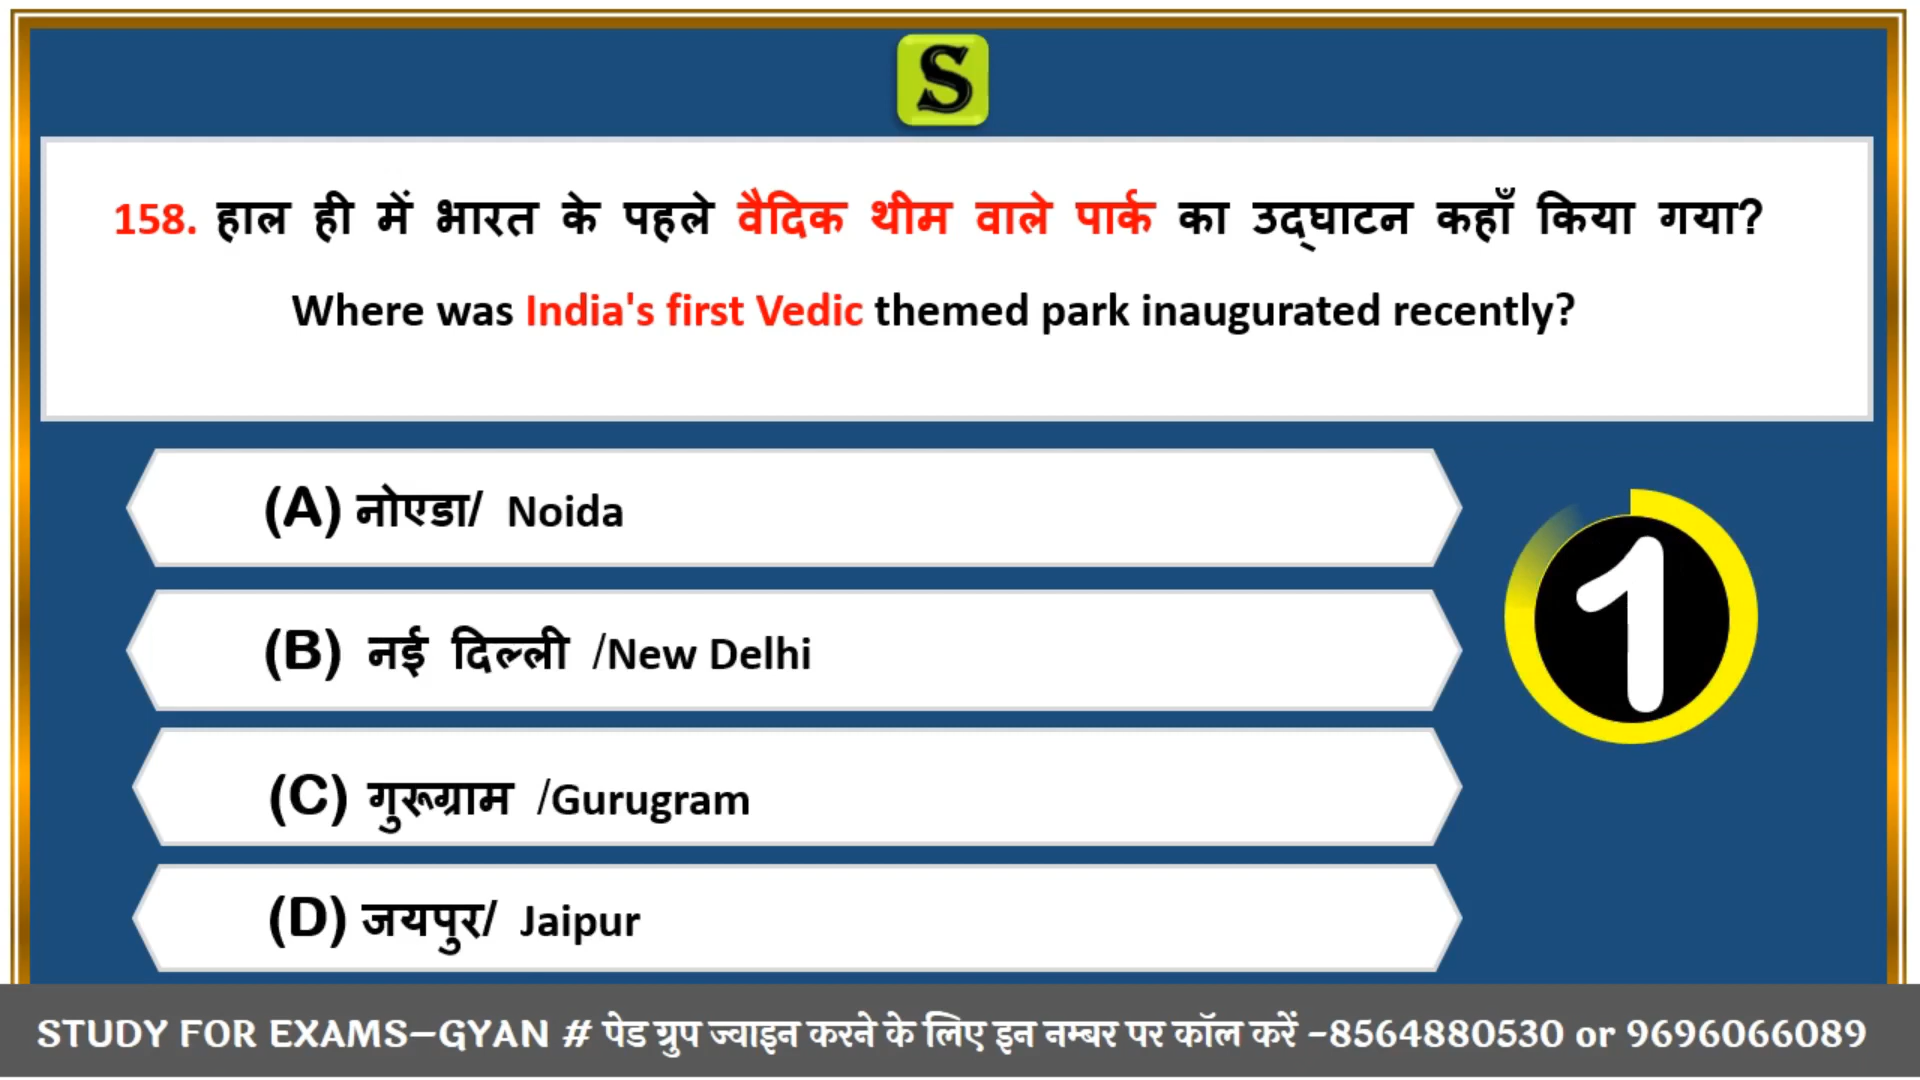 S
158. हाल ही में भारत के पहले वैदिक थीम वाले पार्क का उद्घाटन कहाँ किया गया?
Where was India's first Vedic themed park inaugurated recently?
(A) नोएडा/ Noida
(B) नई दिल्ली /New Delhi
1
(C) गुरूग्राम /Gurugram
(D) जयपुर/ Jaipur
STUDY FOR EXAMS–GYAN # पेड ग्रुप ज्वाइन करने के लिए इन नम्बर पर कॉल करें -8564880530 or 9696066089